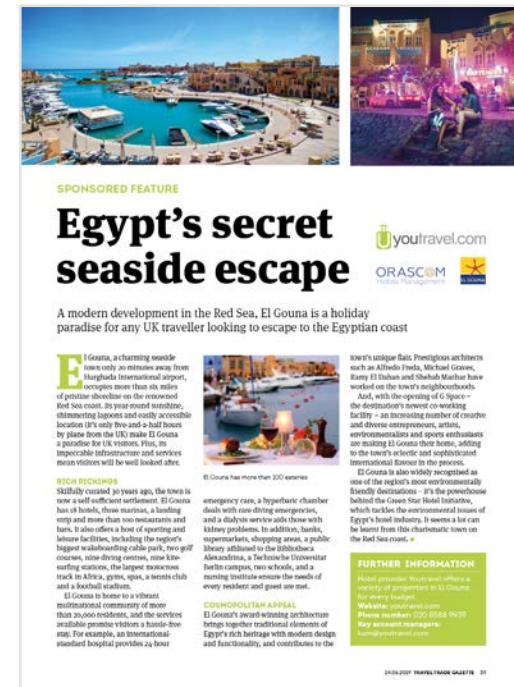 SPONSORED FEATURE
Egypt's secret
seaside escape
youtravel.com
ORASCOM
Hotels Management
EL GOUNA
A modern development in the Red Sea, El Gouna is a holiday
paradise for any UK traveller looking to escape to the Egyptian coast
El Gouna, a charming seaside
town only 20 minutes away from
Hurghada International airport,
occupies more than six miles
of pristine shoreline on the renowned
Red Sea coast. Its year-round sunshine,
shimmering lagoons and easily accessible
location (it's only five-and-a-half hours
by plane from the UK) make El Gouna
a paradise for UK visitors. Plus, its
impeccable infrastructure and services
mean visitors will be well looked after.
RICH PICKINGS
Skilfully curated 30 years ago, the town is
now a self-sufficient settlement. El Gouna
has 18 hotels, three marinas, a landing
strip and more than 100 restaurants and
bars. It also offers a host of sporting and
leisure facilities, including the region's
biggest wakeboarding cable park, two golf
courses, nine diving centres, nine kite-
surfing stations, the largest motocross
track in Africa, gyms, spas, a tennis club
and a football stadium.
El Gouna is home to a vibrant
multinational community of more
than 20,000 residents, and the services
available promise visitors a hassle-free
stay. For example, an international-
standard hospital provides 24-hour
El Gouna has more than 100 eateries
emergency care, a hyperbaric chamber
deals with rare diving emergencies,
and a dialysis service aids those with
kidney problems. In addition, banks,
supermarkets, shopping areas, a public
library affiliated to the Bibliotheca
Alexandrina, a Technische Universitat
Berlin campus, two schools, and a
nursing institute ensure the needs of
every resident and guest are met.
COSMOPOLITAN APPEAL
El Gouna's award-winning architecture
brings together traditional elements of
Egypt's rich heritage with modern design
and functionality, and contributes to the
town's unique flair. Prestigious architects
such as Alfredo Freda, Michael Graves,
Ramy El Dahan and Shehab Mazhar have
worked on the town's neighbourhoods.
And, with the opening of G Space –
the destination's newest co-working
facility – an increasing number of creative
and diverse entrepreneurs, artists,
environmentalists and sports enthusiasts
are making El Gouna their home, adding
to the town's eclectic and sophisticated
international flavour in the process.
El Gouna is also widely recognised as
one of the region's most environmentally
friendly destinations – it's the powerhouse
behind the Green Star Hotel Initiative,
which tackles the environmental issues of
Egypt's hotel industry. It seems a lot can
be learnt from this charismatic town on
the Red Sea coast.
FURTHER INFORMATION
Hotel provider Youtravel offers a
variety of properties in El Gouna
for every budget.
Website: youtravel.com
Phone number: 020 8588 9939
Key account managers:
kam@youtravel.com
24.06.2019 TRAVEL TRADE GAZETTE 39